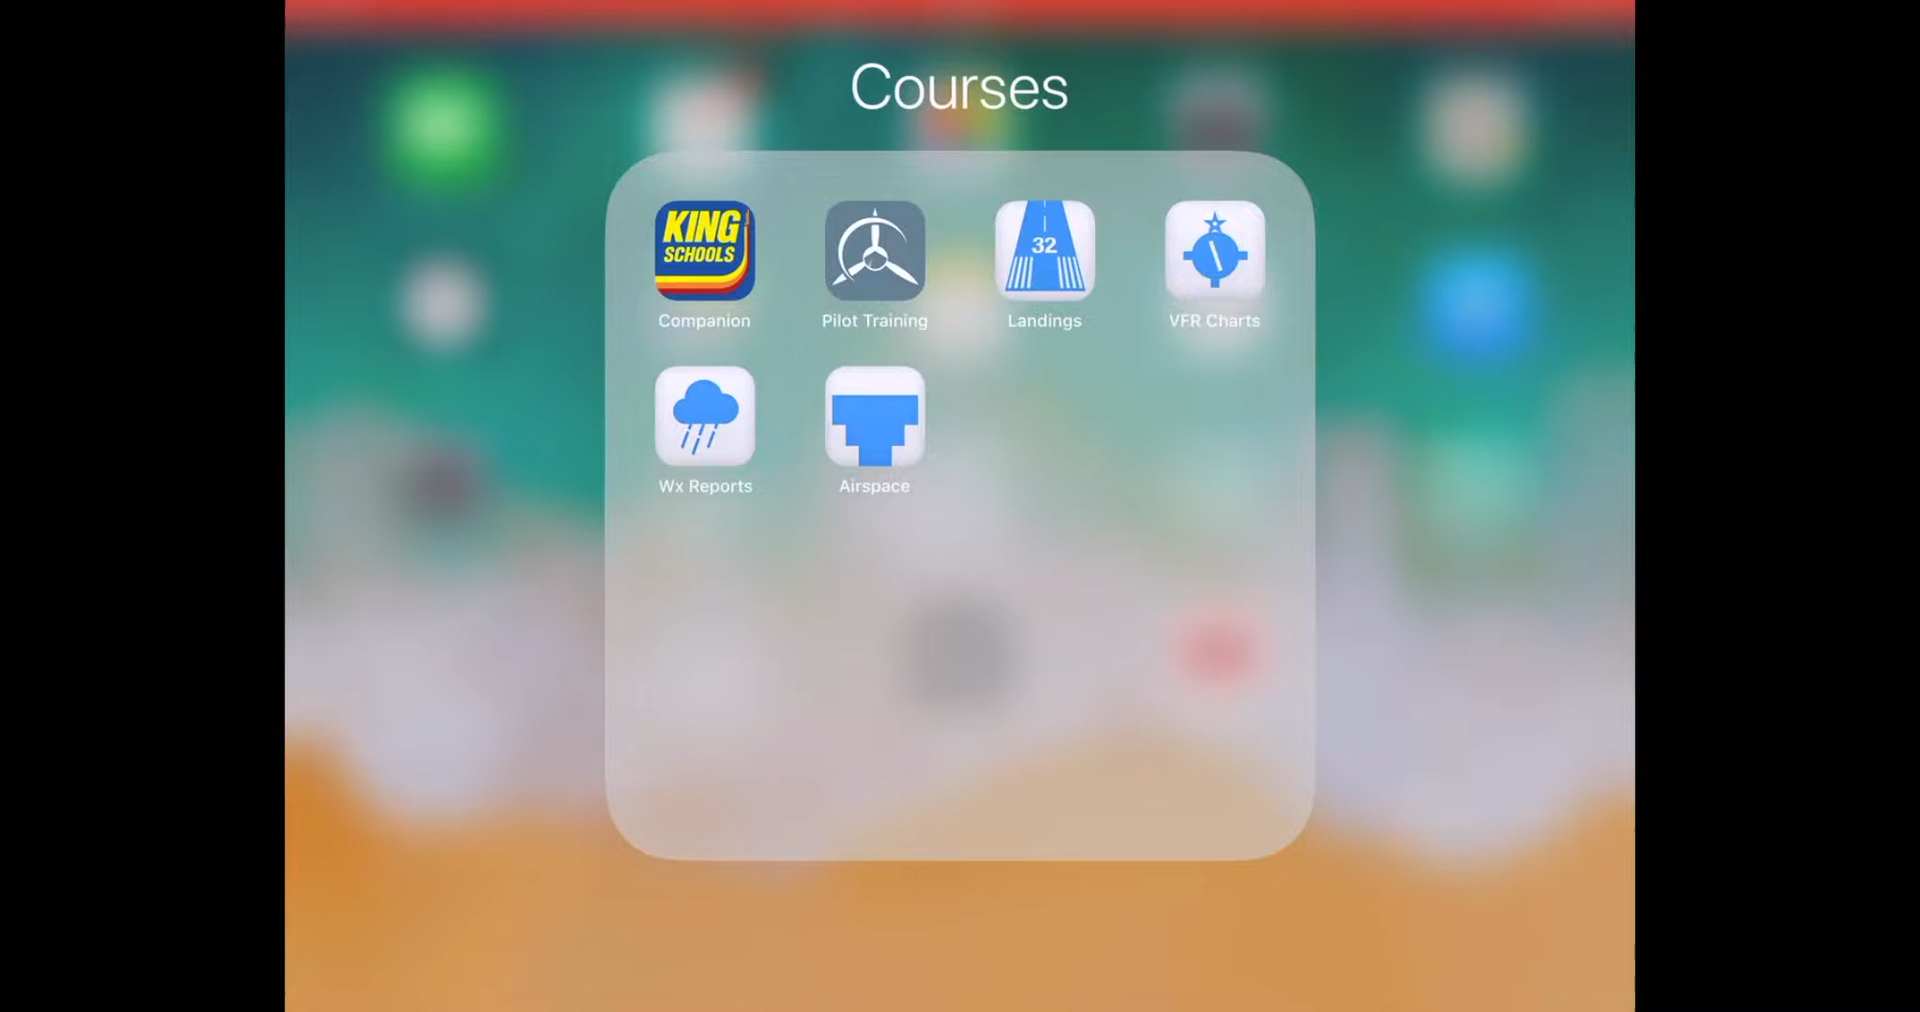 Courses
KING
SCHOOLS
32
Companion
Pilot Training
Landings
VFR Charts
Wx Reports
Airspace